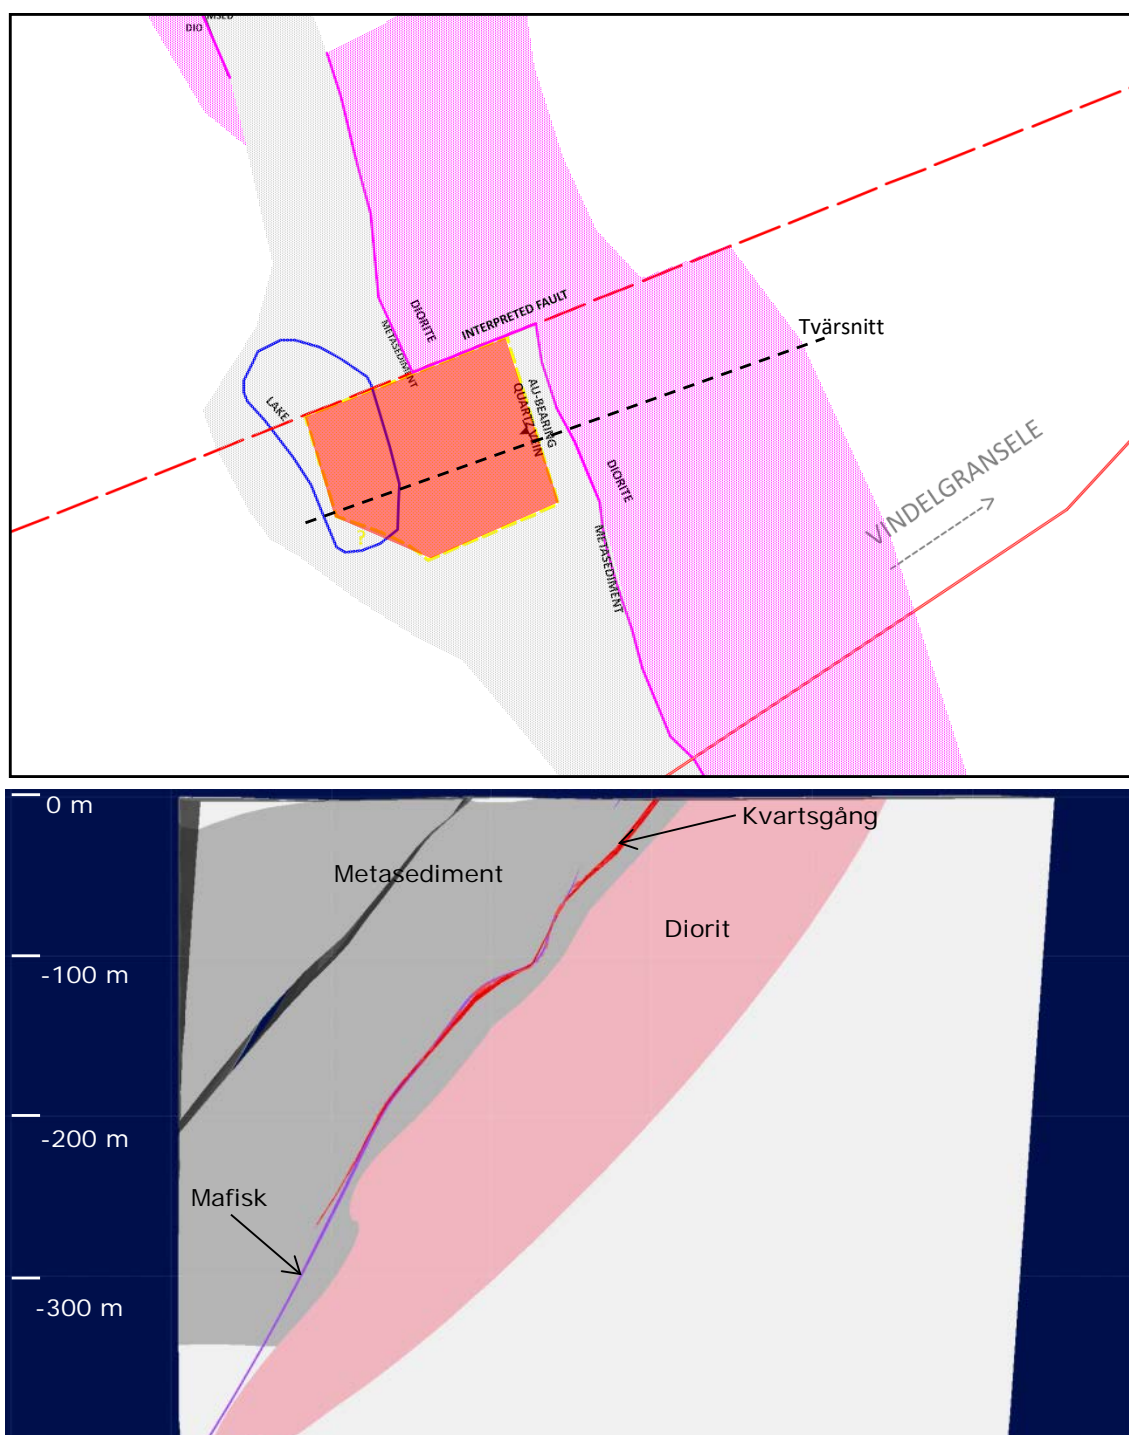 DIO
Tvärsnitt
INTERPRETED FAULT
DIORITE
METASEDIMENT
LAKE
AU-BEARING
QUARTZ VEIN
DIORITE
METASEDIMENT
VINDELGRANSELE
?
0 m
Kvartsgång
Metasediment
Diorit
-100 m
-200 m
Mafisk
-300 m